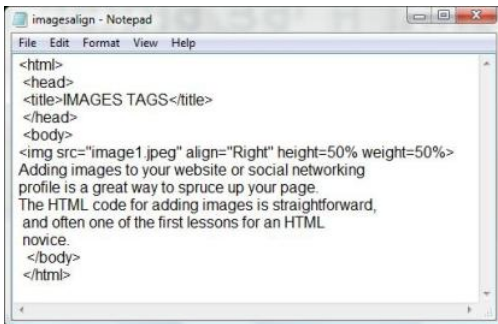 imagesalign - Notepad
File Edit Format View Help
<html>
<head>
<title>IMAGES TAGS</title>
</head>
<body>
<img src="image1.jpeg" align="Right" height=50% weight=50%>
Adding images to your website or social networking
profile is a great way to spruce up your page.
The HTML code for adding images is straightforward,
and often one of the first lessons for an HTML
novice.
</body>
</html>